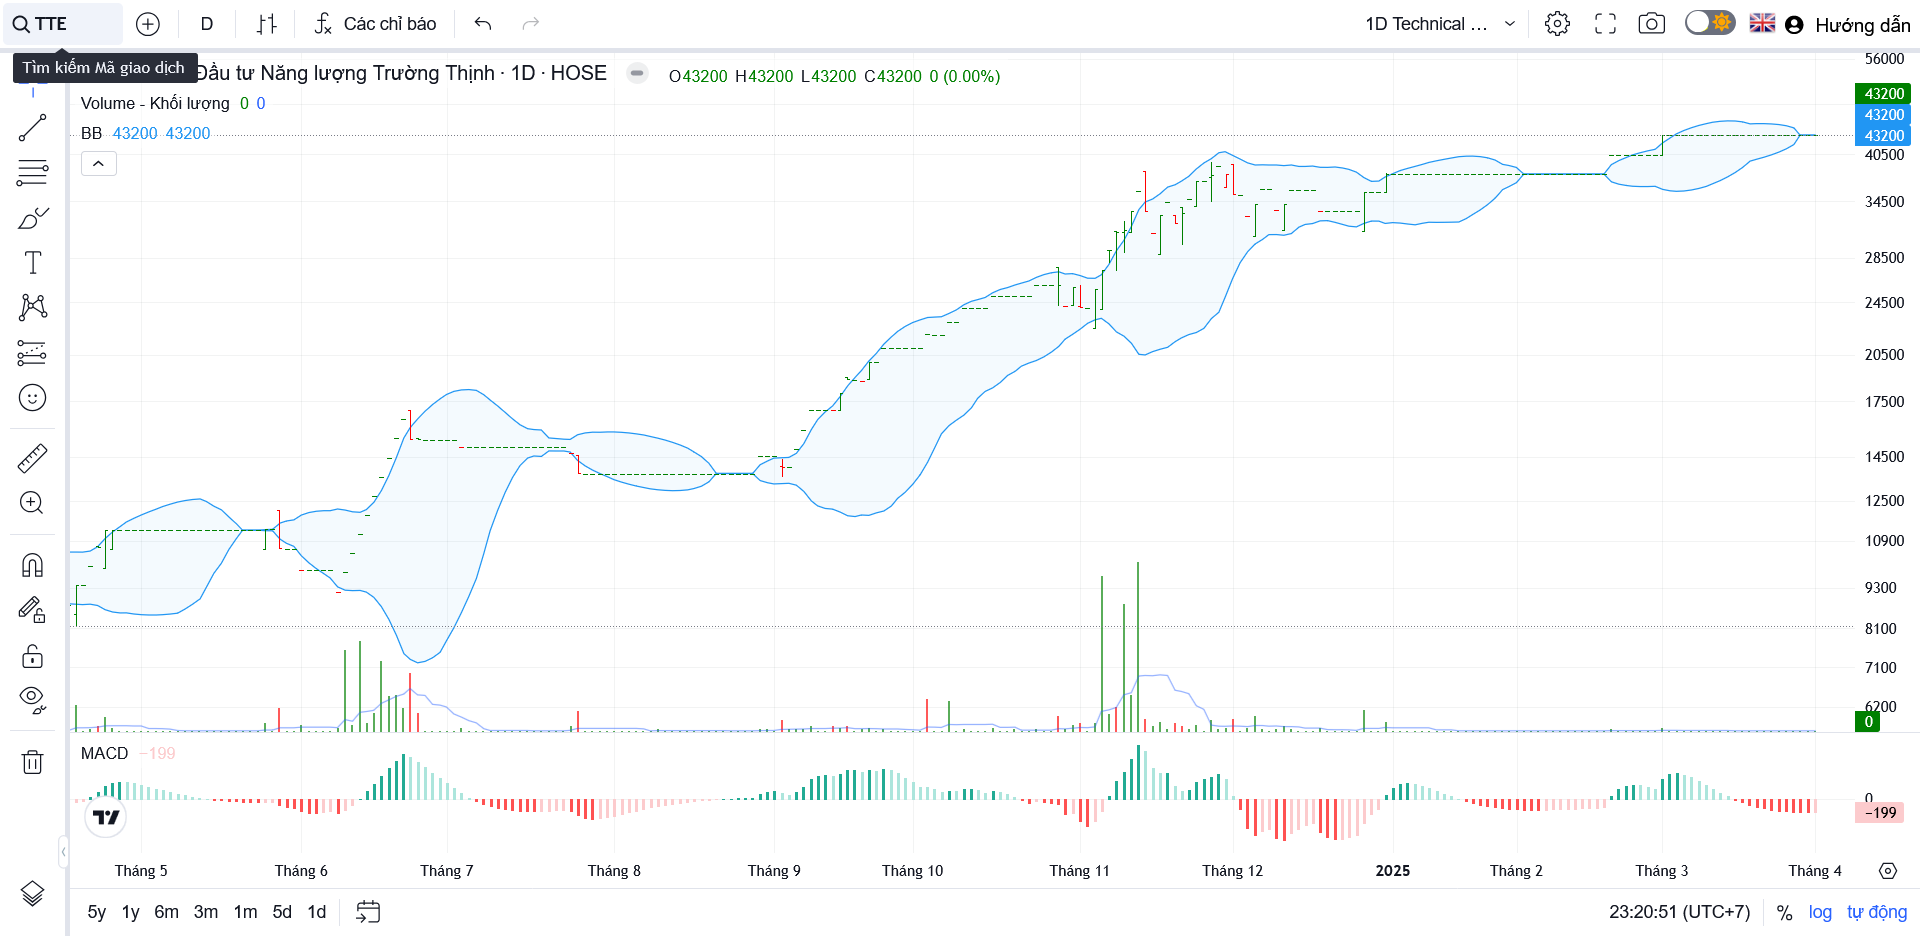 TTE
D
Các chỉ báo
1D Technical ...
Hướng dẫn
Tìm kiếm Mã giao dịch
Đầu tư Năng lượng Trường Thịnh · 1D · HOSE
O43200 H43200 L43200 C43200 0 (0.00%)
Volume - Khối lượng 0 0
BB 43200 43200
56000
43200
43200
43200
40500
34500
28500
24500
20500
17500
14500
12500
10900
9300
8100
7100
6200
0
MACD −199
0
−199
Tháng 5 Tháng 6 Tháng 7 Tháng 8 Tháng 9 Tháng 10 Tháng 11 Tháng 12 2025 Tháng 2 Tháng 3 Tháng 4
5y 1y 6m 3m 1m 5d 1d
23:20:51 (UTC+7) % log tự động